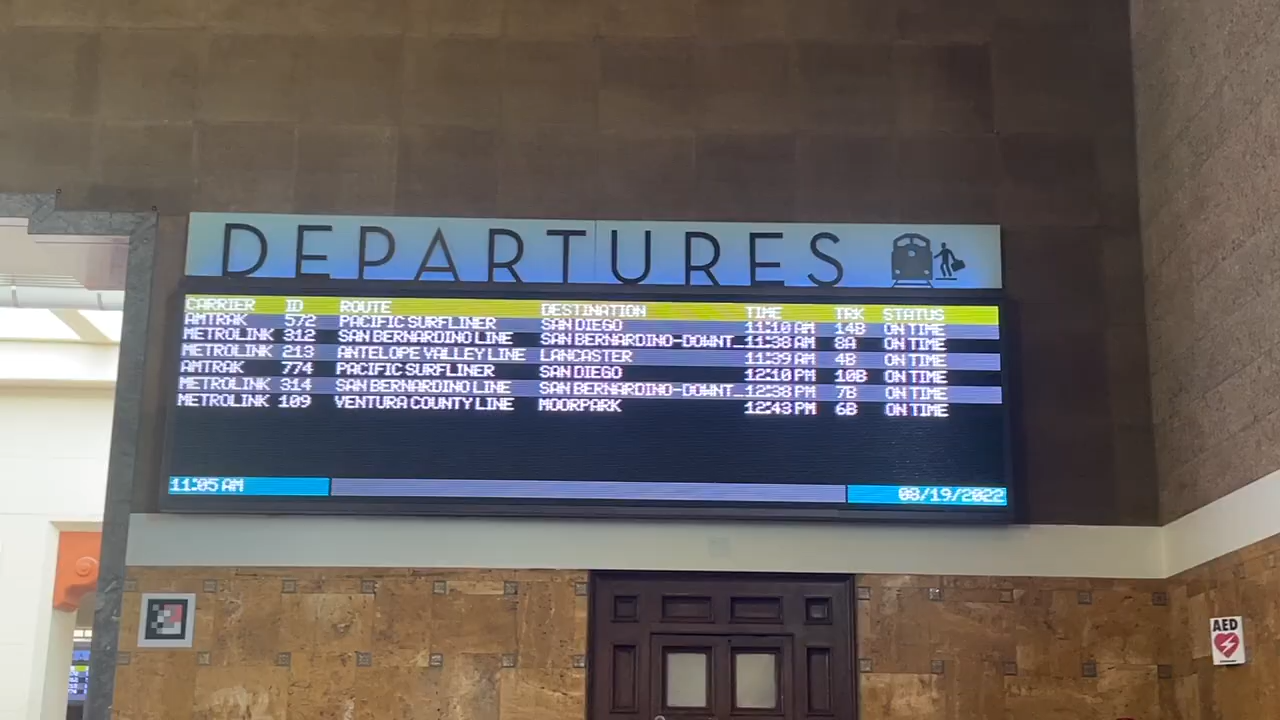 DEPARTURES
CARRIER ID ROUTE DESTINATION TIME TRK STATUS
AMTRAK 572 PACIFIC SURFLINER SAN DIEGO 11:10 AM 14B ON TIME
METROLINK 312 SAN BERNARDINO LINE SAN BERNARDINO-DOWNT... 11:38 AM 8A ON TIME
METROLINK 213 ANTELOPE VALLEY LINE LANCASTER 11:39 AM 4B ON TIME
AMTRAK 774 PACIFIC SURFLINER SAN DIEGO 12:10 PM 10B ON TIME
METROLINK 314 SAN BERNARDINO LINE SAN BERNARDINO-DOWNT... 12:38 PM 7B ON TIME
METROLINK 109 VENTURA COUNTY LINE MOORPARK 12:43 PM 6B ON TIME
11:05 AM 08/19/2022
AED